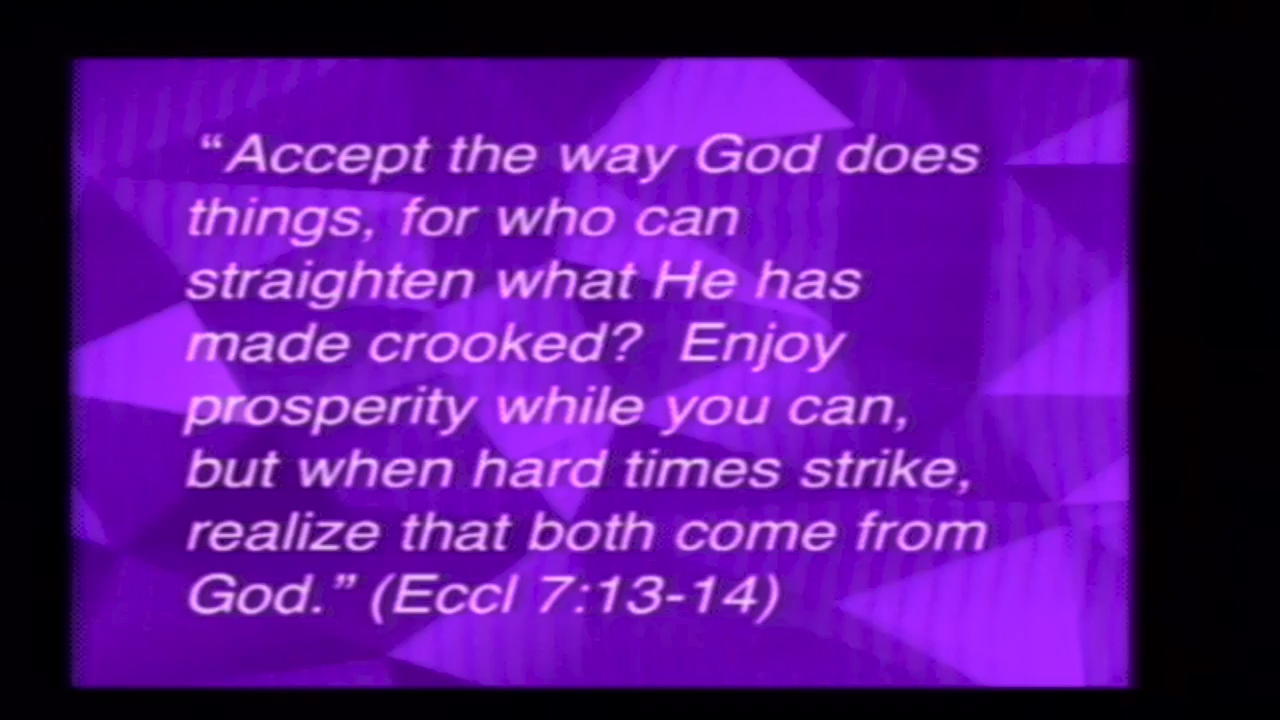 “Accept the way God does
things, for who can
straighten what He has
made crooked?  Enjoy
prosperity while you can,
but when hard times strike,
realize that both come from
God.” (Eccl 7:13-14)